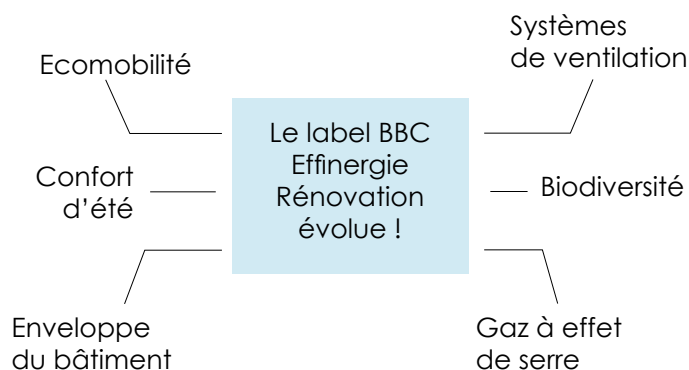 Ecomobilité
Systèmes
de ventilation
Le label BBC
Effinergie
Rénovation
évolue !
Confort
d'été
Biodiversité
Enveloppe
du bâtiment
Gaz à effet
de serre